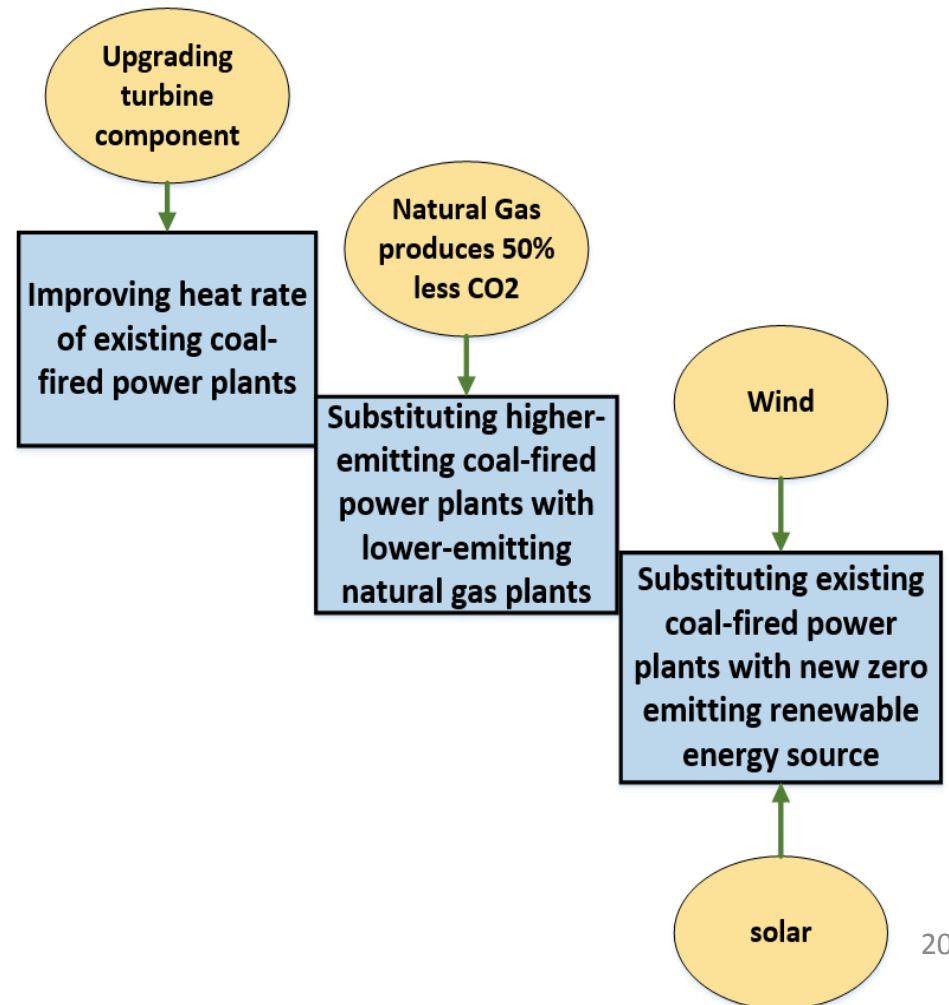 Upgrading
turbine
component
Natural Gas
produces 50%
less CO2
Improving heat rate
of existing coal-
fired power plants
Wind
Substituting higher-
emitting coal-fired
power plants with
lower-emitting
natural gas plants
Substituting existing
coal-fired power
plants with new zero
emitting renewable
energy source
solar
20